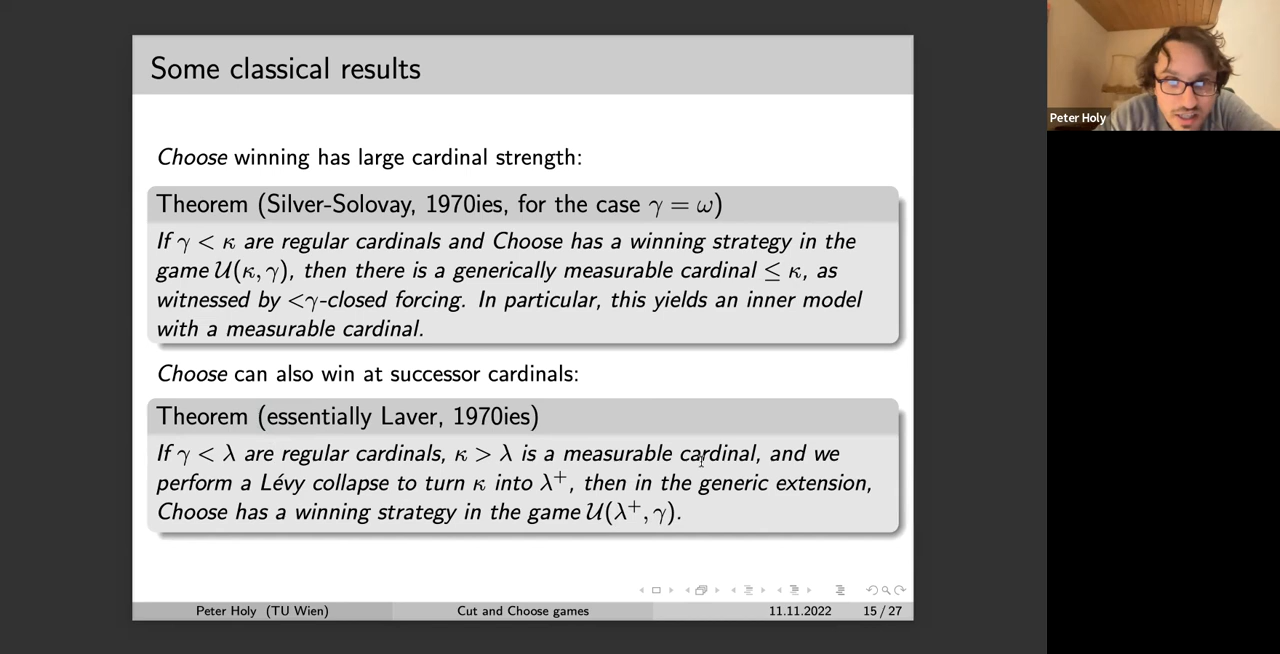 Some classical results
Choose winning has large cardinal strength:
Theorem (Silver-Solovay, 1970ies, for the case γ = ω)
If γ < κ are regular cardinals and Choose has a winning strategy in the
game 𝒰(κ, γ), then there is a generically measurable cardinal ≤ κ, as
witnessed by <γ-closed forcing. In particular, this yields an inner model
with a measurable cardinal.
Choose can also win at successor cardinals:
Theorem (essentially Laver, 1970ies)
If γ < λ are regular cardinals, κ > λ is a measurable cardinal, and we
perform a Lévy collapse to turn κ into λ⁺, then in the generic extension,
Choose has a winning strategy in the game 𝒰(λ⁺, γ).
Peter Holy (TU Wien)
Cut and Choose games
11.11.2022
15 / 27
Peter Holy